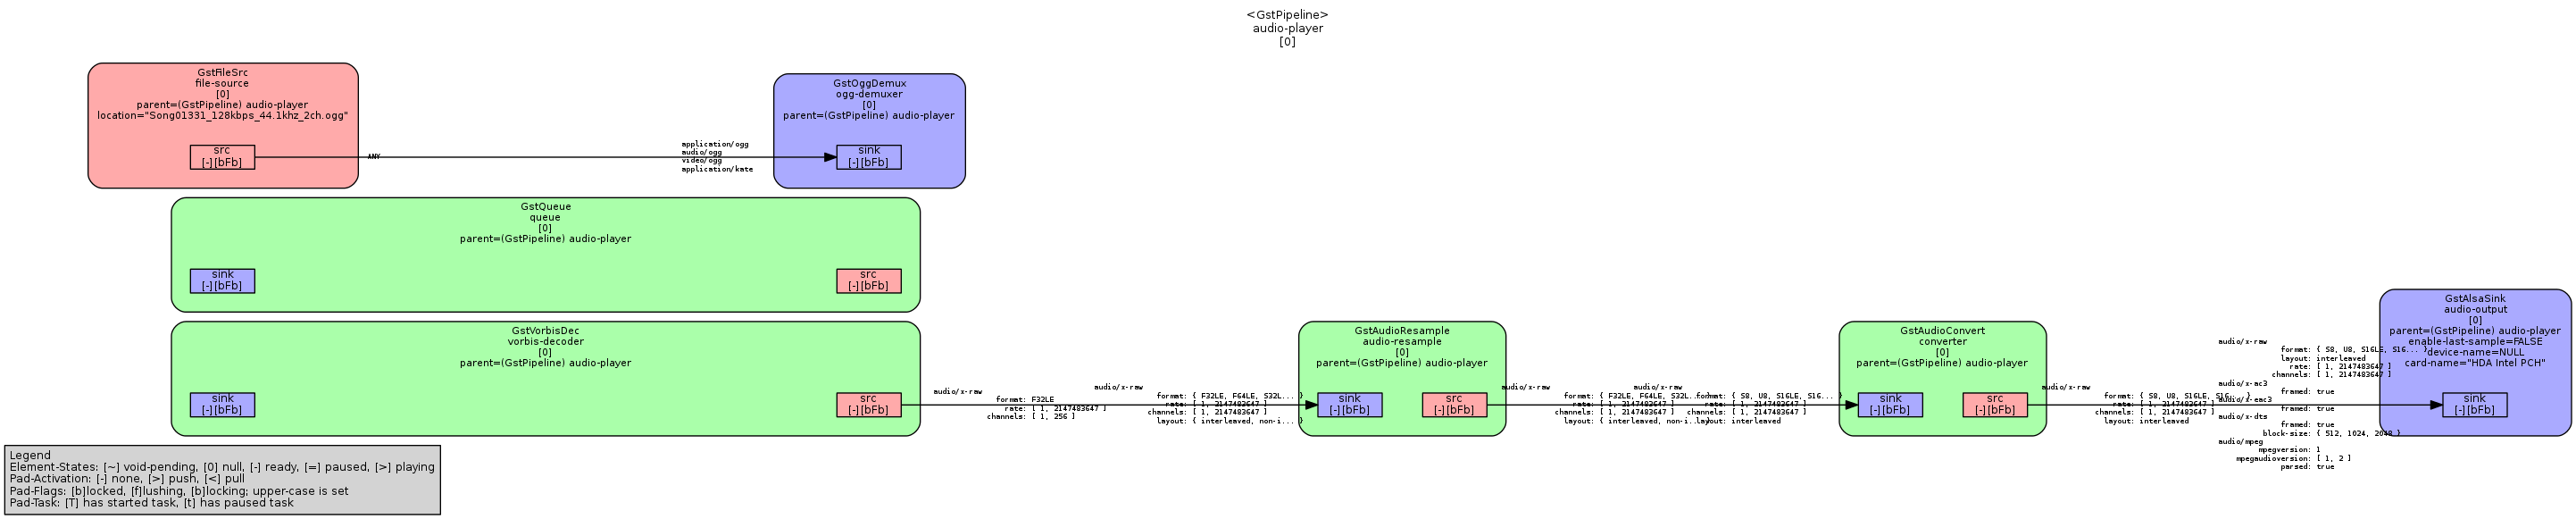 <GstPipeline>
audio-player
[0]
GstFileSrc
file-source
[0]
parent=(GstPipeline) audio-player
location="Song01331_128kbps_44.1khz_2ch.ogg"
src
[-][bFb]
ANY
application/ogg
audio/ogg
video/ogg
application/kate
GstOggDemux
ogg-demuxer
[0]
parent=(GstPipeline) audio-player
sink
[-][bFb]
GstQueue
queue
[0]
parent=(GstPipeline) audio-player
sink
[-][bFb]
src
[-][bFb]
GstVorbisDec
vorbis-decoder
[0]
parent=(GstPipeline) audio-player
sink
[-][bFb]
src
[-][bFb]
audio/x-raw
format: F32LE
rate: [ 1, 2147483647 ]
channels: [ 1, 256 ]
audio/x-raw
format: { F32LE, F64LE, S32L... }
rate: [ 1, 2147483647 ]
channels: [ 1, 2147483647 ]
layout: { interleaved, non-i... }
GstAudioResample
audio-resample
[0]
parent=(GstPipeline) audio-player
sink
[-][bFb]
src
[-][bFb]
audio/x-raw
format: { F32LE, F64LE, S32L...
rate: [ 1, 2147483647 ]
channels: [ 1, 2147483647 ]
layout: { interleaved, non-i... }
audio/x-raw
format: { S8, U8, S16LE, S16... }
rate: [ 1, 2147483647 ]
channels: [ 1, 2147483647 ]
layout: interleaved
GstAudioConvert
converter
[0]
parent=(GstPipeline) audio-player
sink
[-][bFb]
src
[-][bFb]
audio/x-raw
format: { S8, U8, S16LE, S16... }
rate: [ 1, 2147483647 ]
channels: [ 1, 2147483647 ]
layout: interleaved
audio/x-raw
format: { S8, U8, S16LE, S16... }
layout: interleaved
rate: [ 1, 2147483647 ]
channels: [ 1, 2147483647 ]
audio/x-ac3
framed: true
audio/x-eac3
framed: true
audio/x-dts
framed: true
block-size: { 512, 1024, 2048 }
audio/mpeg
mpegversion: 1
mpegaudioversion: [ 1, 2 ]
parsed: true
GstAlsaSink
audio-output
[0]
parent=(GstPipeline) audio-player
enable-last-sample=FALSE
device-name=NULL
card-name="HDA Intel PCH"
sink
[-][bFb]
Legend
Element-States: [~] void-pending, [0] null, [-] ready, [=] paused, [>] playing
Pad-Activation: [-] none, [>] push, [<] pull
Pad-Flags: [b]locked, [f]lushing, [b]locking; upper-case is set
Pad-Task: [T] has started task, [t] has paused task